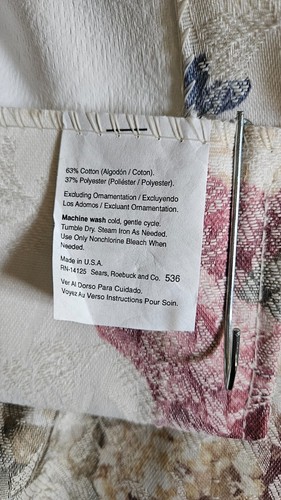 63% Cotton (Algodón / Coton).
37% Polyester (Poliéster / Polyester).
Excluding Ornamentation / Excluyendo
Los Adornos / Excluant Ornamentation.
Machine wash cold, gentle cycle.
Tumble Dry. Steam Iron As Needed.
Use Only Nonchlorine Bleach When
Needed.
Made in U.S.A.
RN-14125 Sears, Roebuck and Co. 536
Ver Al Dorso Para Cuidado.
Voyez Au Verso Instructions Pour Soin.